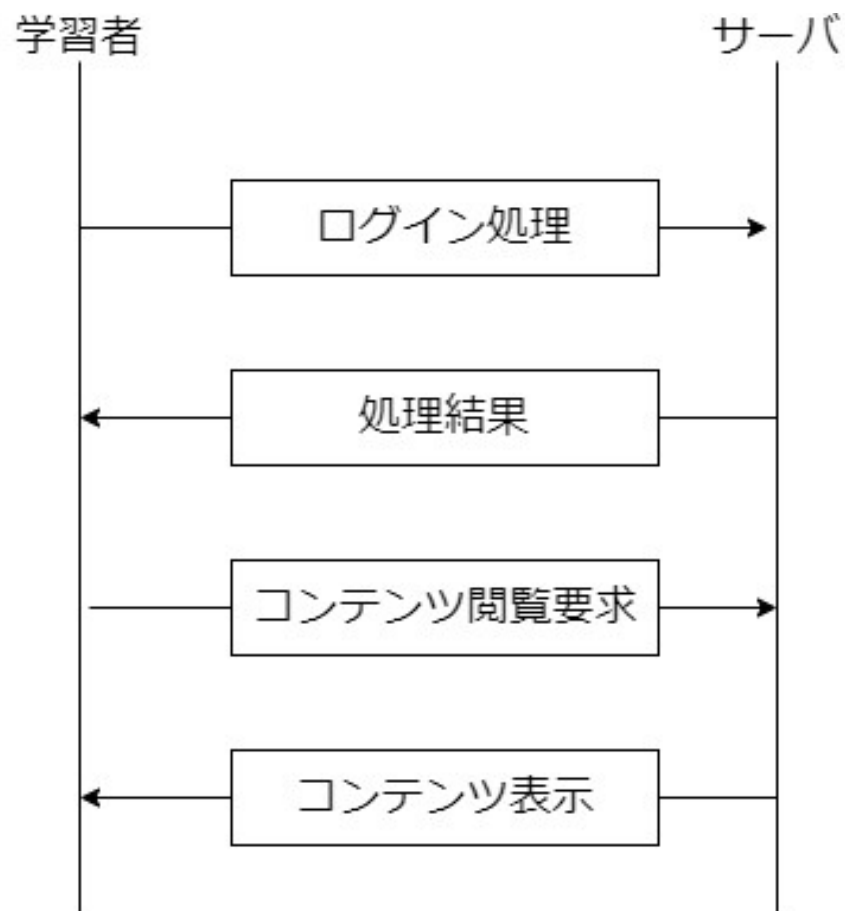 学習者
サーバ
ログイン処理
処理結果
コンテンツ閲覧要求
コンテンツ表示